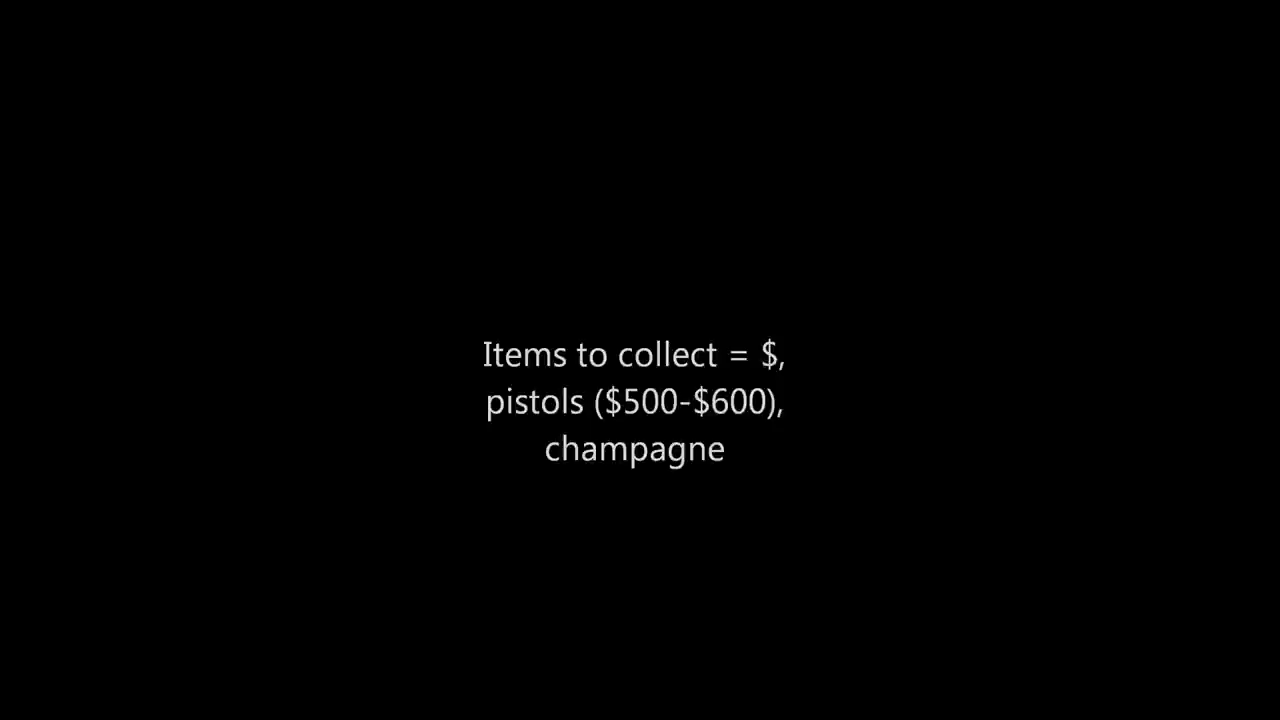 Items to collect = $,
pistols ($500-$600),
champagne